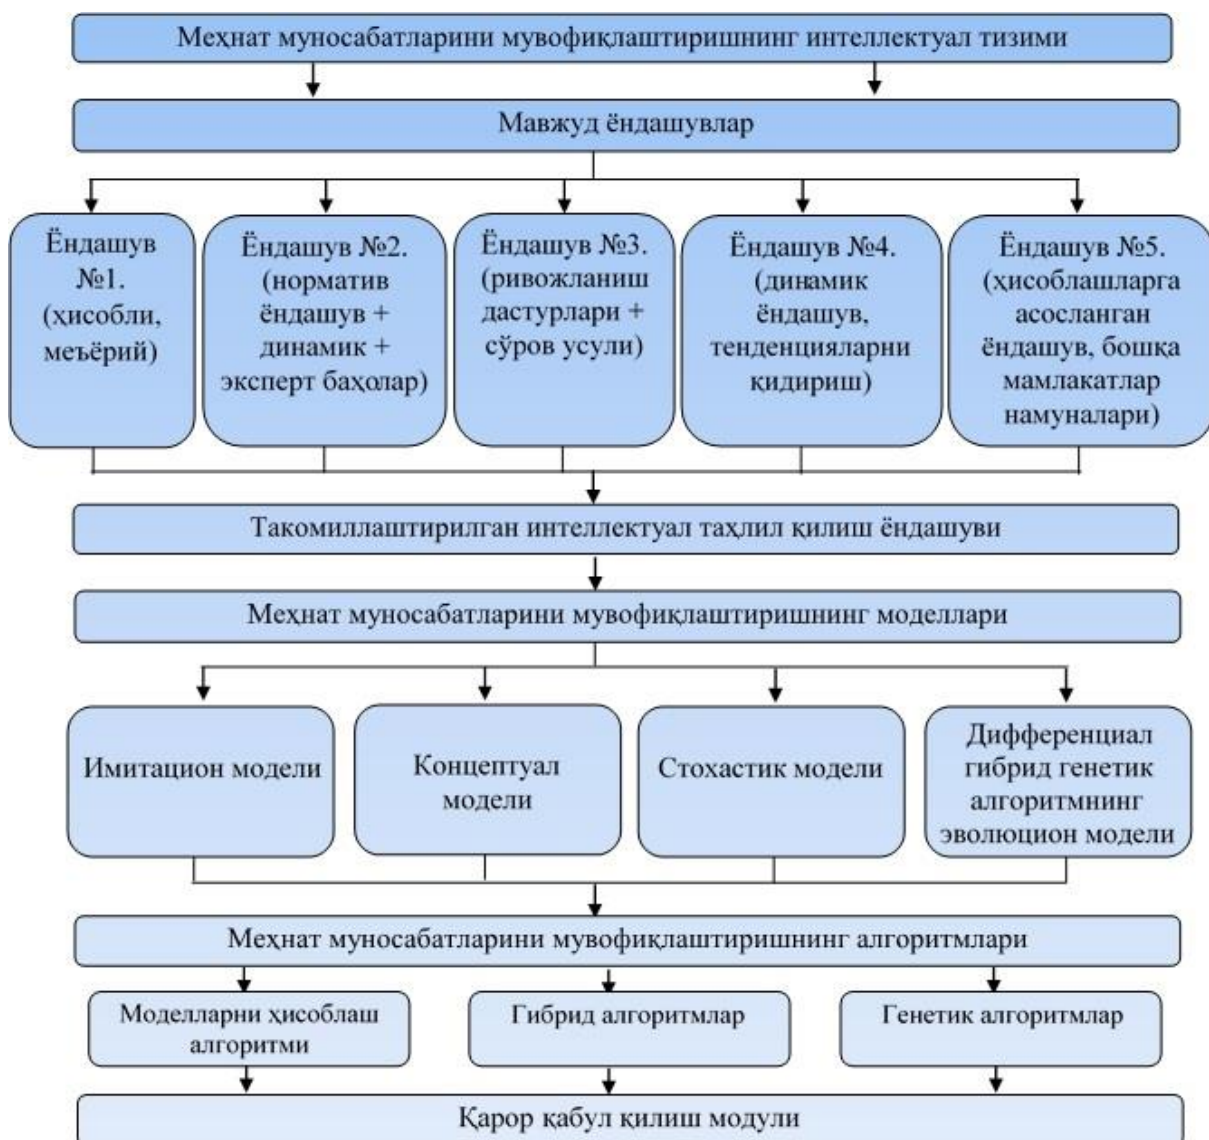 Меҳнат муносабатларини мувофиқлаштиришнинг интеллектуал тизими
Мавжуд ёндашувлар
Ёндашув
№1.
(ҳисобли,
меъёрий)
Ёндашув №2.
(норматив
ёндашув +
динамик +
эксперт баҳолар)
Ёндашув №3.
(ривожланиш
дастурлари +
сўров усули)
Ёндашув №4.
(динамик
ёндашув,
тенденцияларни
қидириш)
Ёндашув №5.
(ҳисоблашларга
асосланган
ёндашув, бошқа
мамлакатлар
намуналари)
Такомиллаштирилган интеллектуал таҳлил қилиш ёндашуви
Меҳнат муносабатларини мувофиқлаштиришнинг моделлари
Имитацион модели
Концептуал
модели
Стохастик модели
Дифференциал
гибрид генетик
алгоритмнинг
эволюцион модели
Меҳнат муносабатларини мувофиқлаштиришнинг алгоритмлари
Моделларни ҳисоблаш
алгоритми
Гибрид алгоритмлар
Генетик алгоритмлар
Қарор қабул қилиш модули